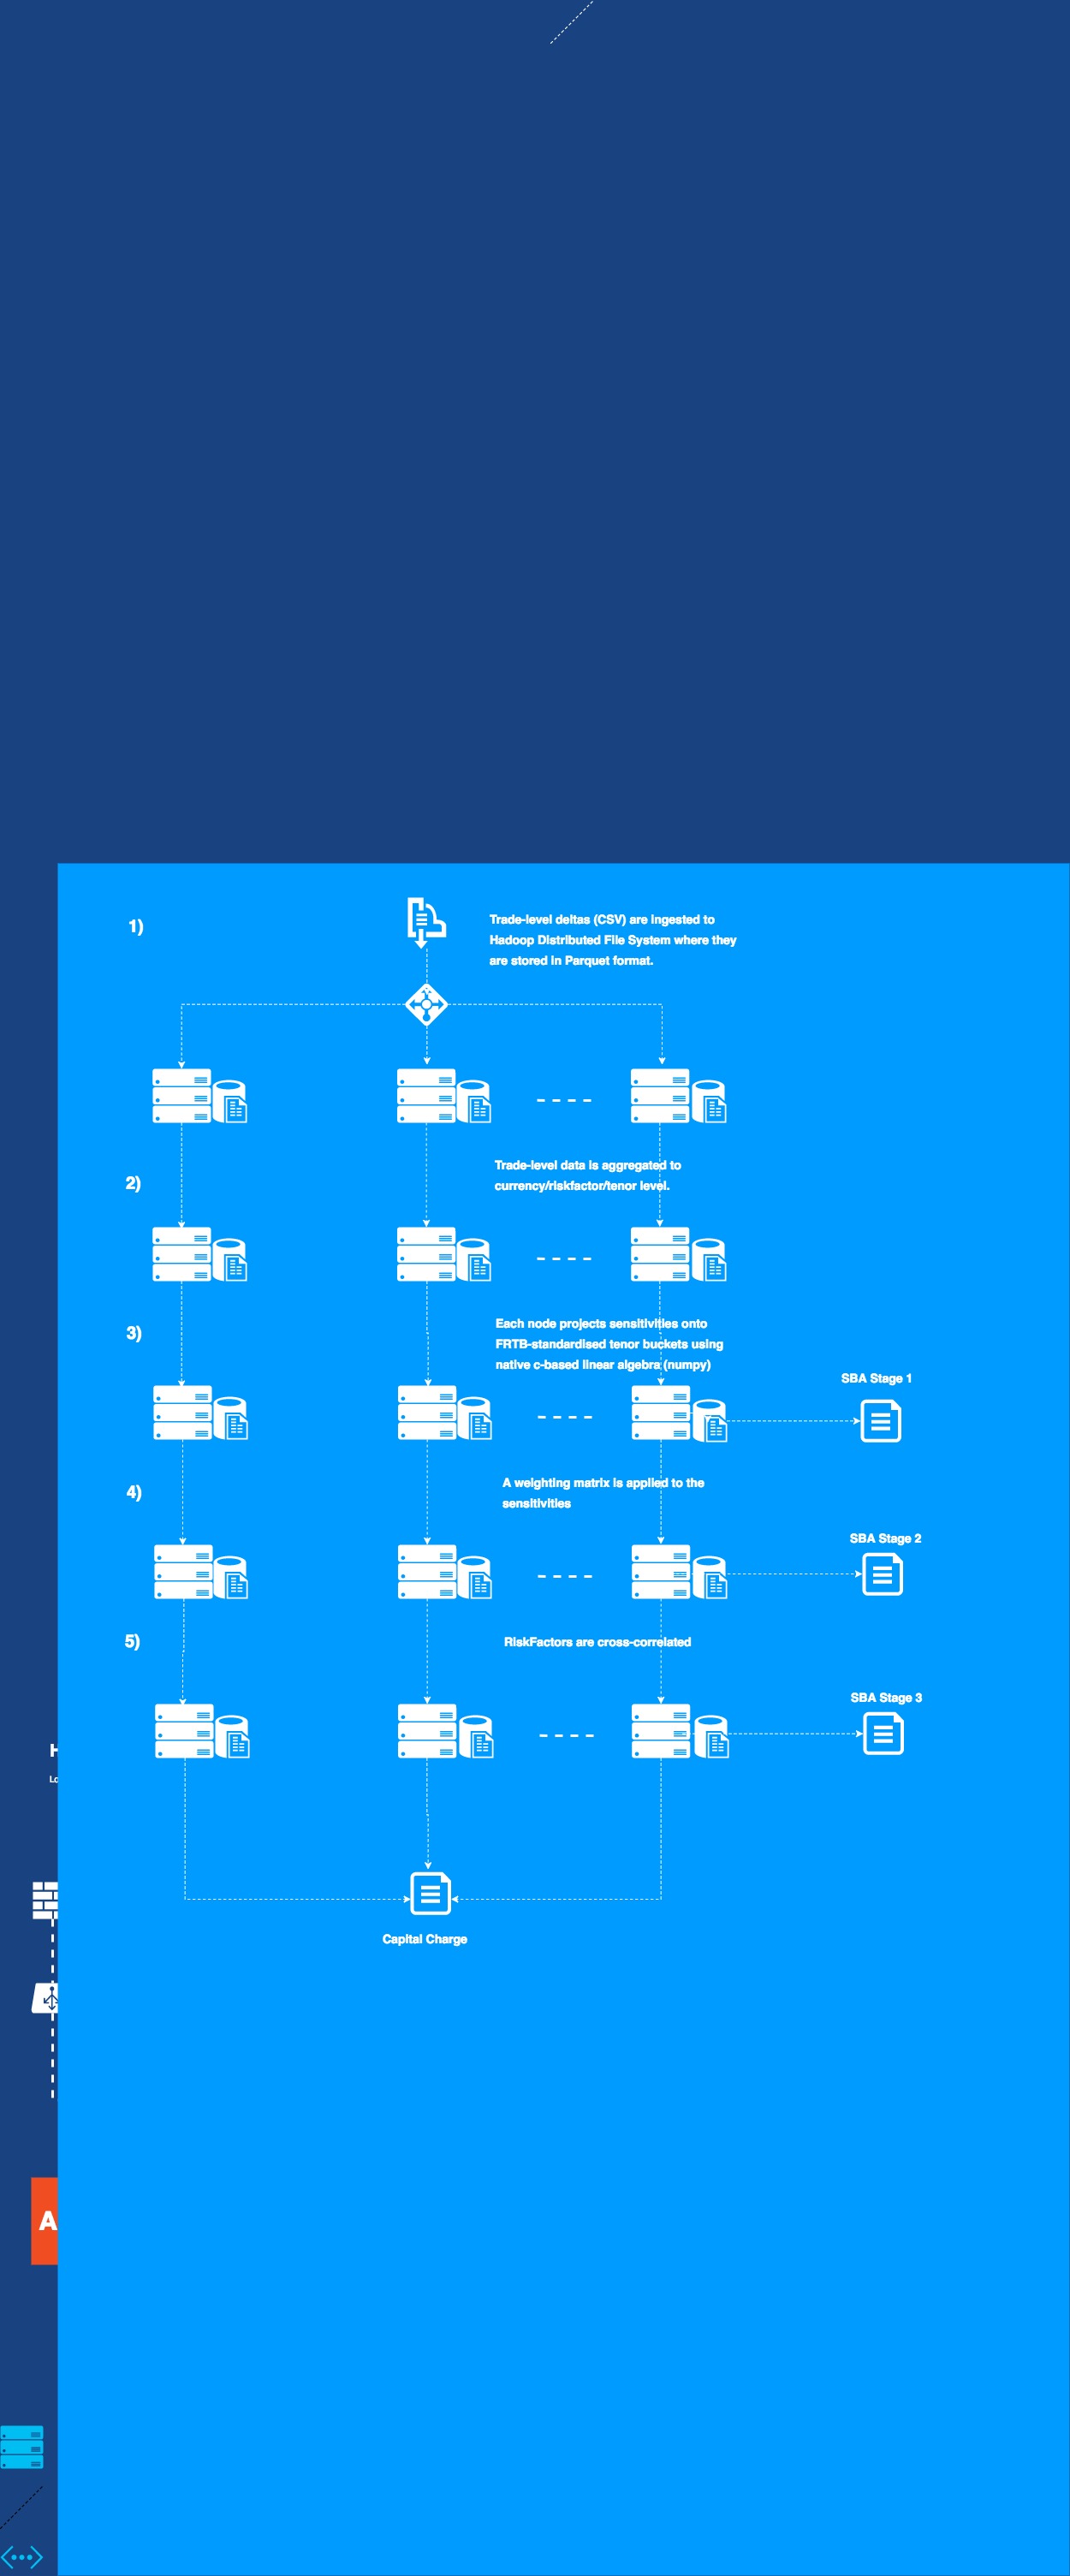 1)
Trade-level deltas (CSV) are ingested to
Hadoop Distributed File System where they
are stored in Parquet format.
2)
Trade-level data is aggregated to
currency/riskfactor/tenor level.
3)
Each node projects sensitivities onto
FRTB-standardised tenor buckets using
native c-based linear algebra (numpy)
SBA Stage 1
4)
A weighting matrix is applied to the
sensitivities
SBA Stage 2
5)
RiskFactors are cross-correlated
SBA Stage 3
Capital Charge
A